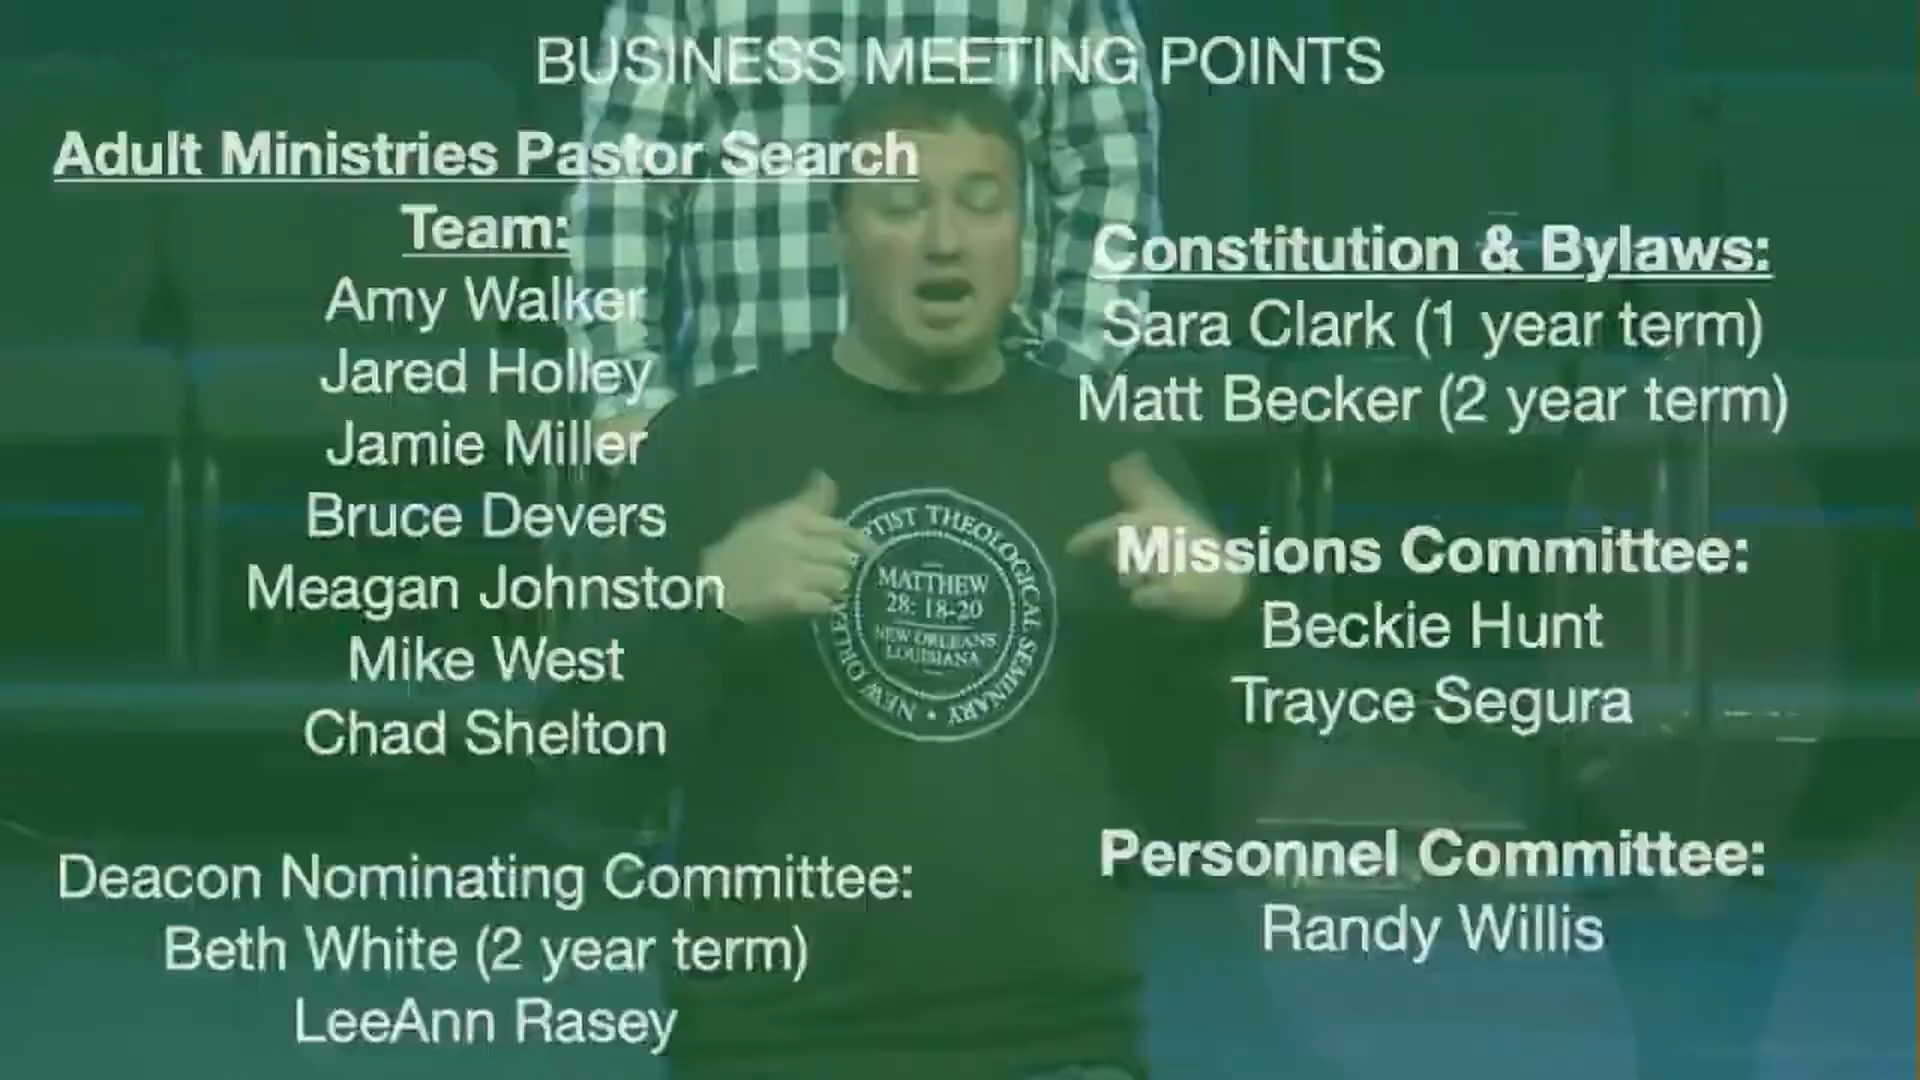 BUSINESS MEETING POINTS
Adult Ministries Pastor Search
Team:
Amy Walker
Jared Holley
Jamie Miller
Bruce Devers
Meagan Johnston
Mike West
Chad Shelton
Deacon Nominating Committee:
Beth White (2 year term)
LeeAnn Rasey
Constitution & Bylaws:
Sara Clark (1 year term)
Matt Becker (2 year term)
Missions Committee:
Beckie Hunt
Trayce Segura
Personnel Committee:
Randy Willis
NEW ORLEANS BAPTIST THEOLOGICAL SEMINARY •
MATTHEW
28: 18-20
NEW ORLEANS
LOUISIANA